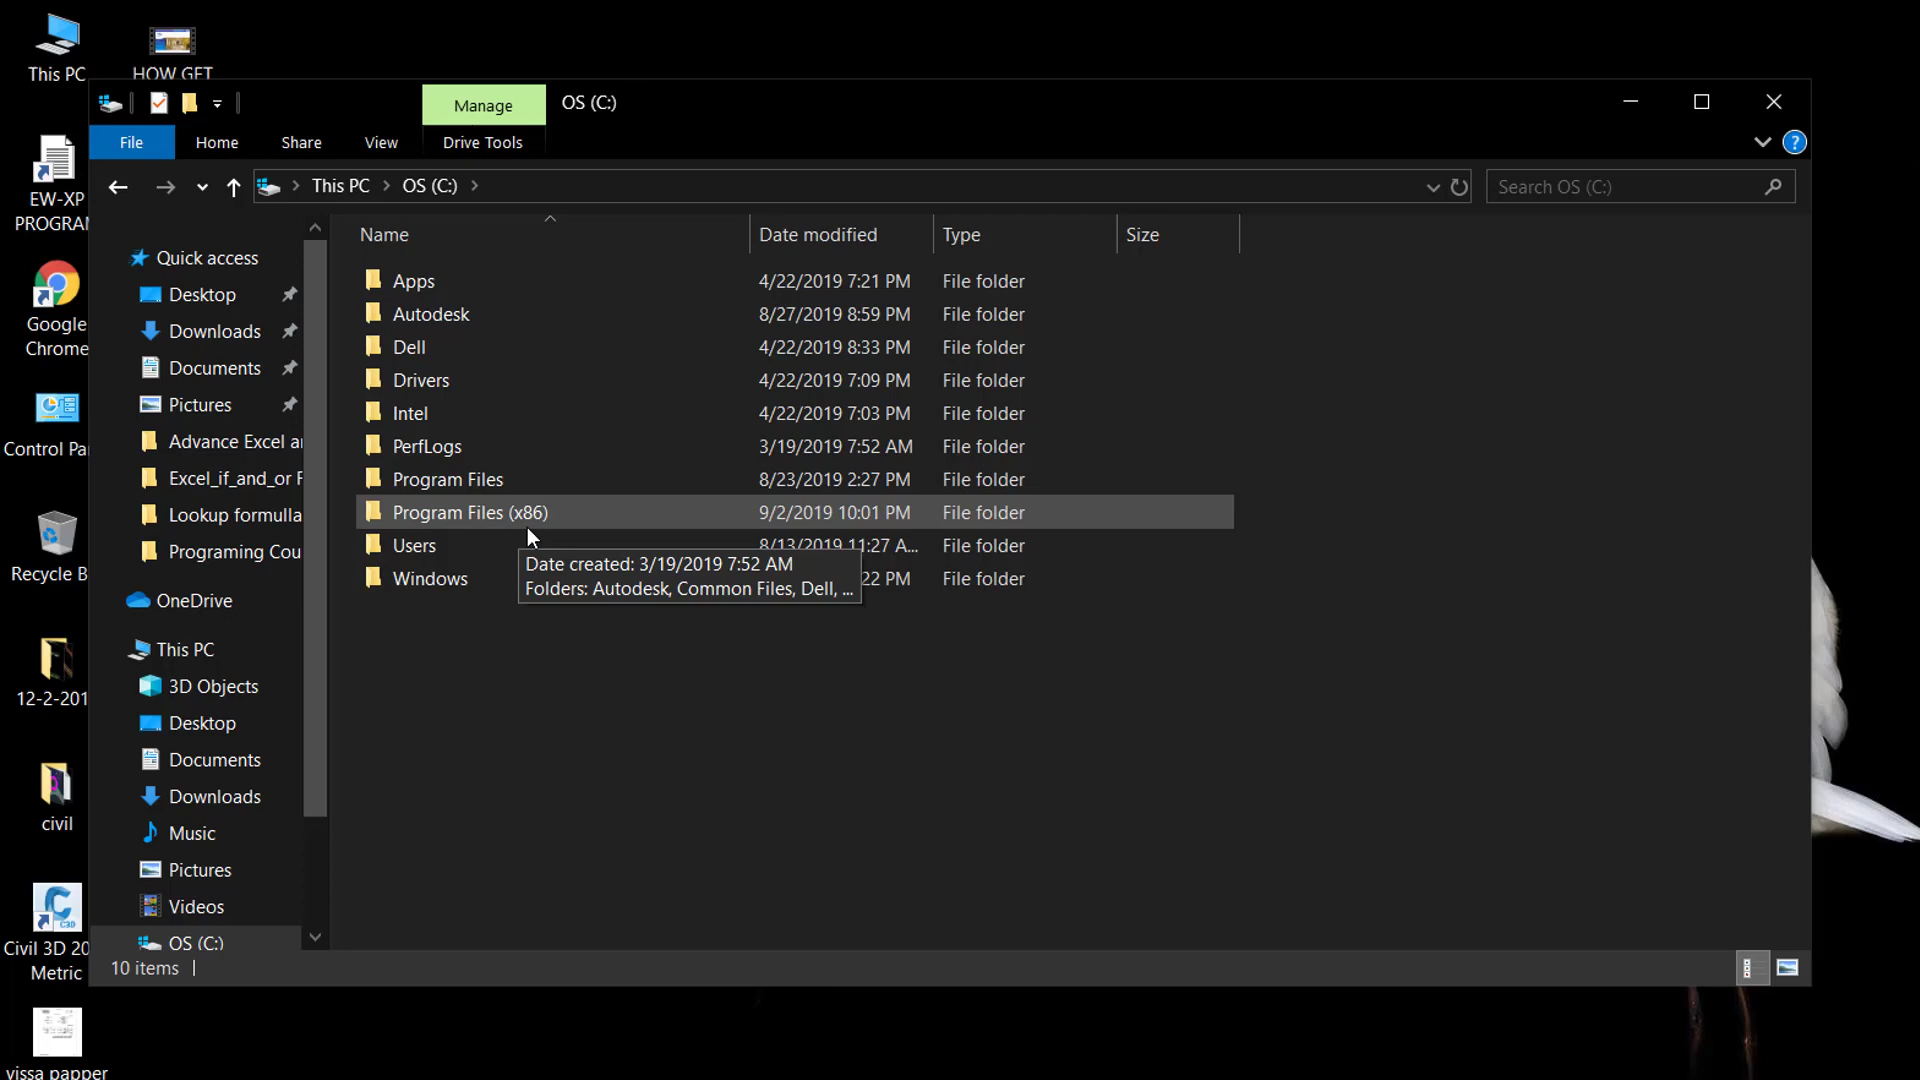 This PC
HOW GET
EW-XP
PROGRAM
Google
Chrome
Control Pa
Recycle B
12-2-201
civil
Civil 3D 20
Metric
vissa papper
Manage
OS (C:)
File
Home
Share
View
Drive Tools
?
This PC
OS (C:)
Search OS (C:)
Quick access
Desktop
Downloads
Documents
Pictures
Advance Excel a
Excel_if_and_or F
Lookup formulla
Programing Cou
OneDrive
This PC
3D Objects
Desktop
Documents
Downloads
Music
Pictures
Videos
OS (C:)
Name Date modified Type Size
Apps 4/22/2019 7:21 PM File folder
Autodesk 8/27/2019 8:59 PM File folder
Dell 4/22/2019 8:33 PM File folder
Drivers 4/22/2019 7:09 PM File folder
Intel 4/22/2019 7:03 PM File folder
PerfLogs 3/19/2019 7:52 AM File folder
Program Files 8/23/2019 2:27 PM File folder
Program Files (x86) 9/2/2019 10:01 PM File folder
Users 8/13/2019 11:27 A... File folder
Windows 22 PM File folder
Date created: 3/19/2019 7:52 AM
Folders: Autodesk, Common Files, Dell, ...
10 items